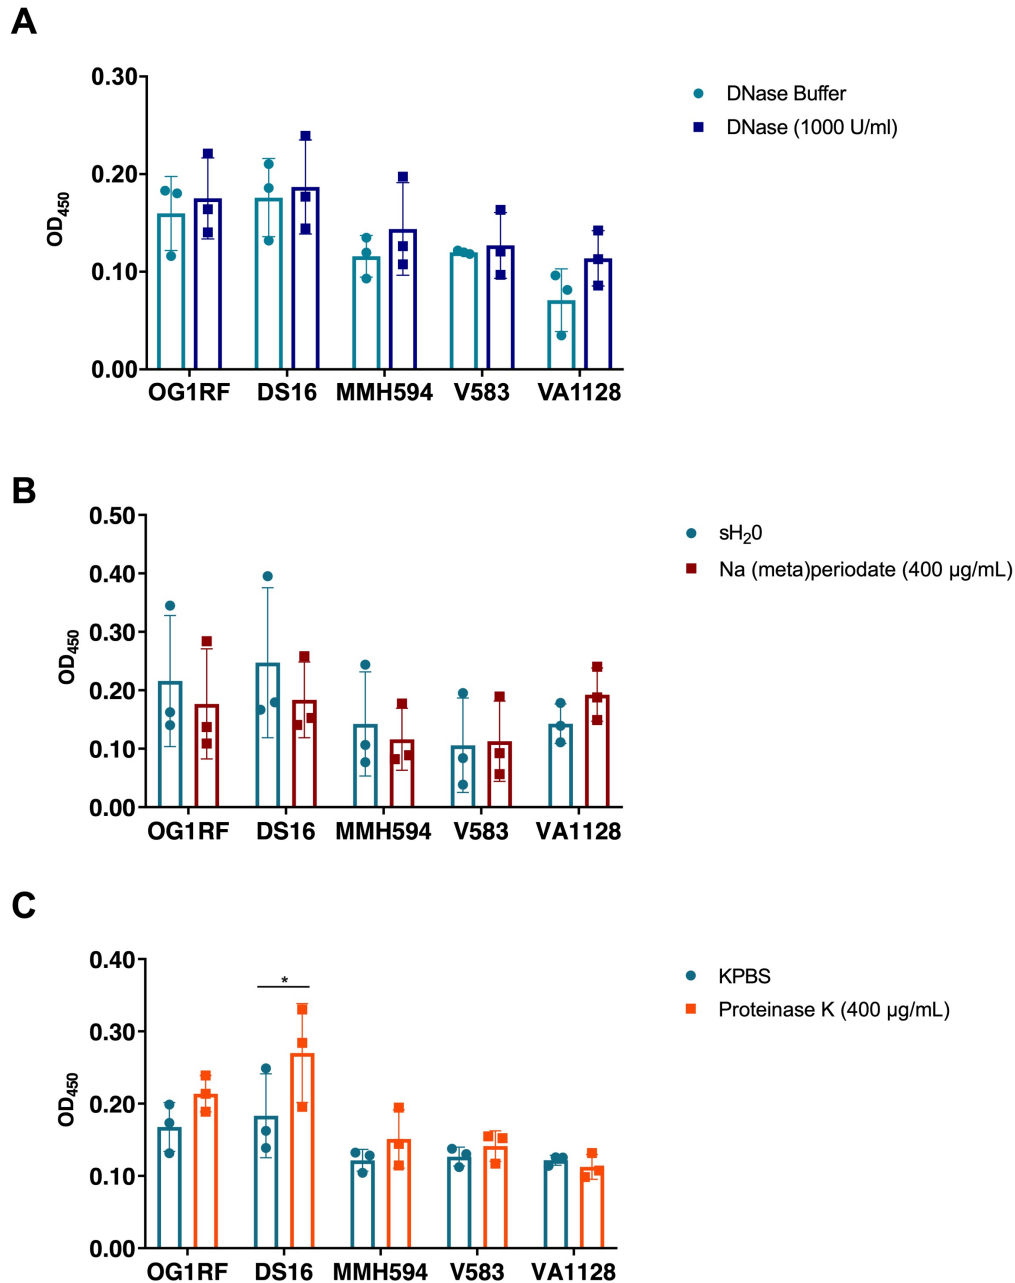 A
0.30
0.20
0.10
0.00
OD450
OG1RF DS16 MMH594 V583 VA1128
DNase Buffer
DNase (1000 U/ml)
B
0.50
0.40
0.30
0.20
0.10
0.00
OD450
OG1RF DS16 MMH594 V583 VA1128
sH20
Na (meta)periodate (400 µg/mL)
C
0.40
0.30
0.20
0.10
0.00
OD450
*
OG1RF DS16 MMH594 V583 VA1128
KPBS
Proteinase K (400 µg/mL)